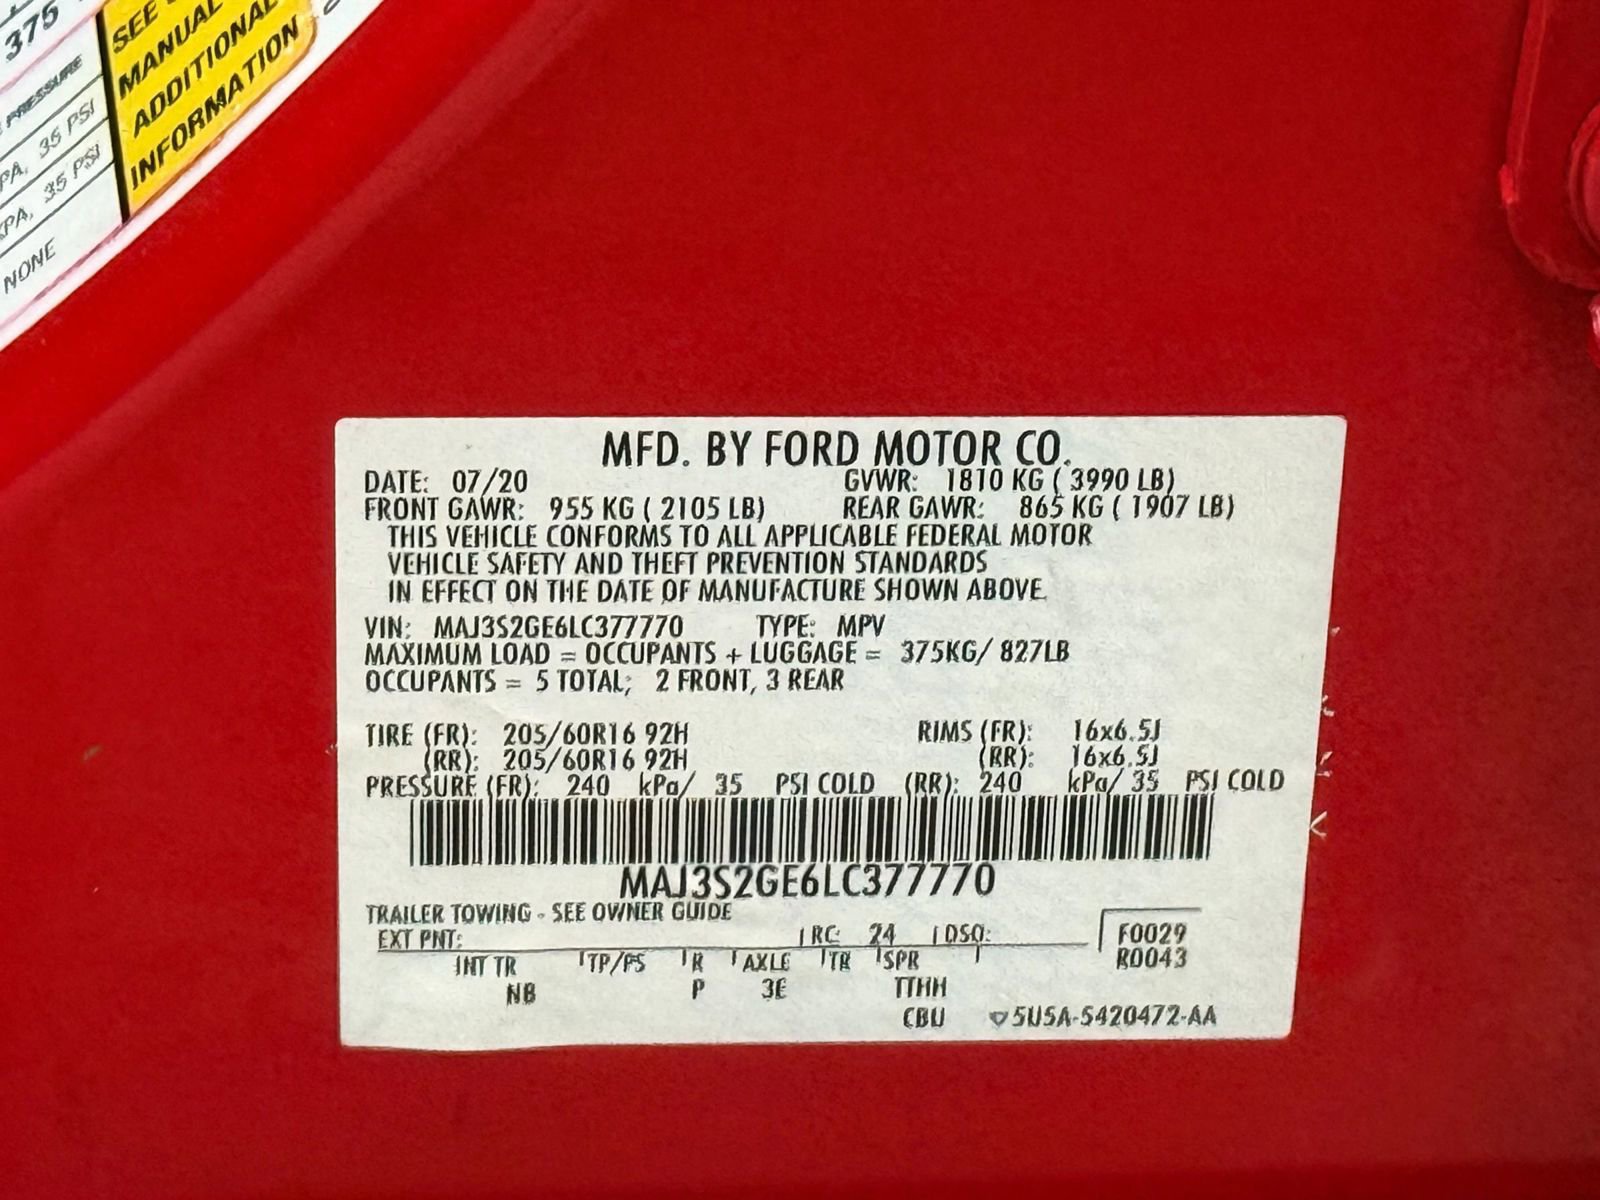 375
PRESSURE
PA, 35 PSI
KPA, 35 PSI
NONE
SEE
MANUAL
ADDITIONAL
INFORMATION
MFD. BY FORD MOTOR CO.
DATE: 07/20 GVWR: 1810 KG ( 3990 LB)
FRONT GAWR: 955 KG ( 2105 LB) REAR GAWR: 865 KG ( 1907 LB)
THIS VEHICLE CONFORMS TO ALL APPLICABLE FEDERAL MOTOR
VEHICLE SAFETY AND THEFT PREVENTION STANDARDS
IN EFFECT ON THE DATE OF MANUFACTURE SHOWN ABOVE.
VIN: MAJ3S2GE6LC377770 TYPE: MPV
MAXIMUM LOAD = OCCUPANTS + LUGGAGE = 375KG/ 827LB
OCCUPANTS = 5 TOTAL; 2 FRONT, 3 REAR
TIRE (FR): 205/60R16 92H RIMS (FR): 16x6.5J
(RR): 205/60R16 92H (RR): 16x6.5J
PRESSURE (FR): 240 kPa/ 35 PSI COLD (RR): 240 kPa/ 35 PSI COLD
MAJ3S2GE6LC377770
TRAILER TOWING - SEE OWNER GUIDE
EXT PNT: RC: 24 DSO: F0029
INT TR TP/PS R AXLE TR SPR R0043
NB P 3E TTHH
CBU 5U5A-5420472-AA